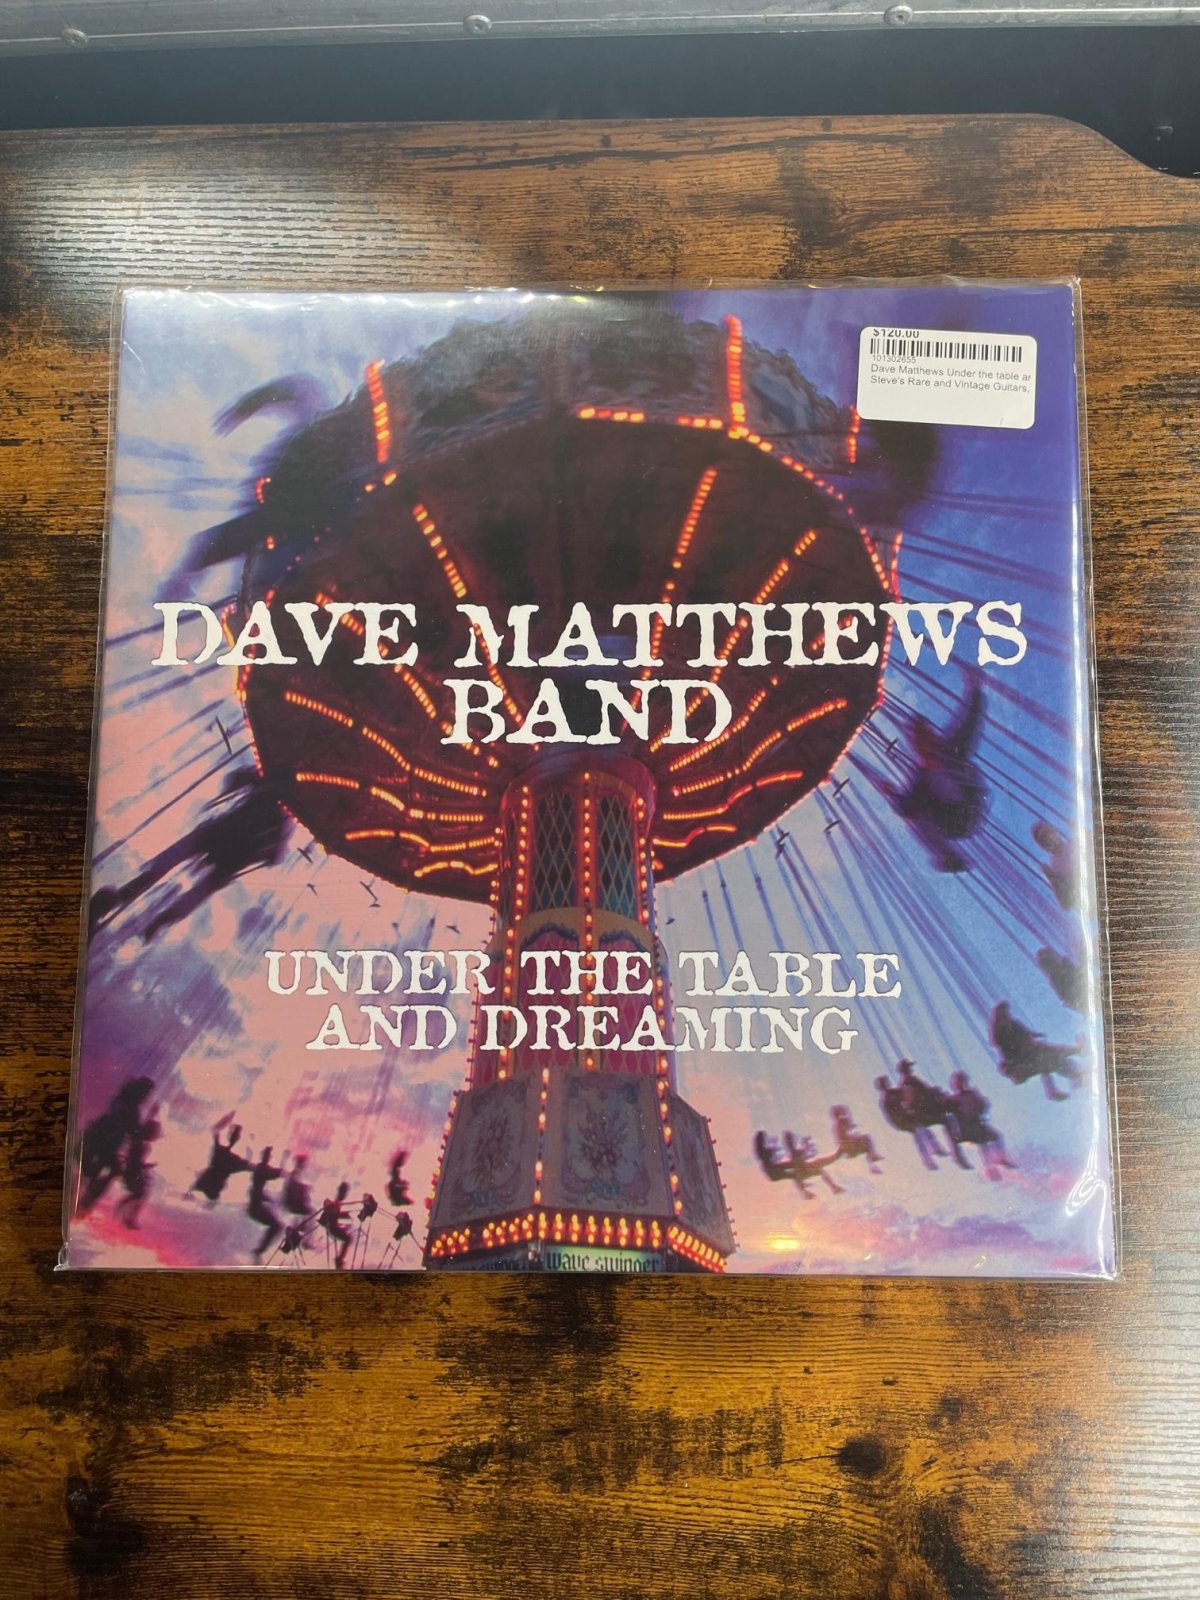 $120.00
101302655
Dave Matthews Under the table ar
Steve's Rare and Vintage Guitars,
DAVE MATTHEWS
BAND
UNDER THE TABLE
AND DREAMING
wave swinger